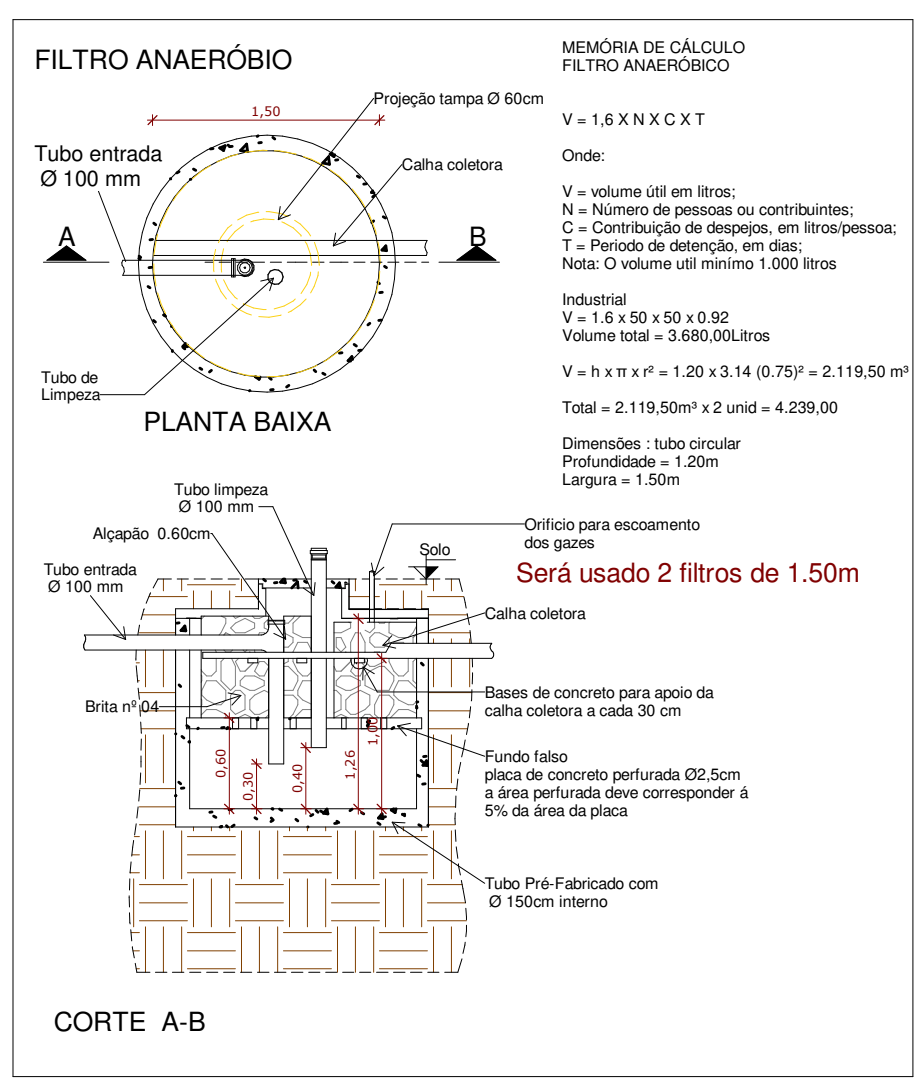 FILTRO ANAERÓBIO
1,50
Projeção tampa Ø 60cm
Tubo entrada
Ø 100 mm
Calha coletora
A
B
Tubo de
Limpeza
PLANTA BAIXA
MEMÓRIA DE CÁLCULO
FILTRO ANAERÓBICO
V = 1,6 X N X C X T
Onde:
V = volume útil em litros;
N = Número de pessoas ou contribuintes;
C = Contribuição de despejos, em litros/pessoa;
T = Periodo de detenção, em dias;
Nota: O volume util minímo 1.000 litros
Industrial
V = 1.6 x 50 x 50 x 0.92
Volume total = 3.680,00Litros
V = h x π x r² = 1.20 x 3.14 (0.75)² = 2.119,50 m³
Total = 2.119,50m³ x 2 unid = 4.239,00
Dimensões : tubo circular
Profundidade = 1.20m
Largura = 1.50m
Tubo limpeza
Ø 100 mm
Alçapão 0.60cm
Tubo entrada
Ø 100 mm
Orificio para escoamento
dos gazes
Solo
Será usado 2 filtros de 1.50m
Calha coletora
Brita nº 04
Bases de concreto para apoio da
calha coletora a cada 30 cm
0,60
0,30
0,40
1,26
1,00
Fundo falso
placa de concreto perfurada Ø2,5cm
a área perfurada deve corresponder á
5% da área da placa
Tubo Pré-Fabricado com
Ø 150cm interno
CORTE A-B